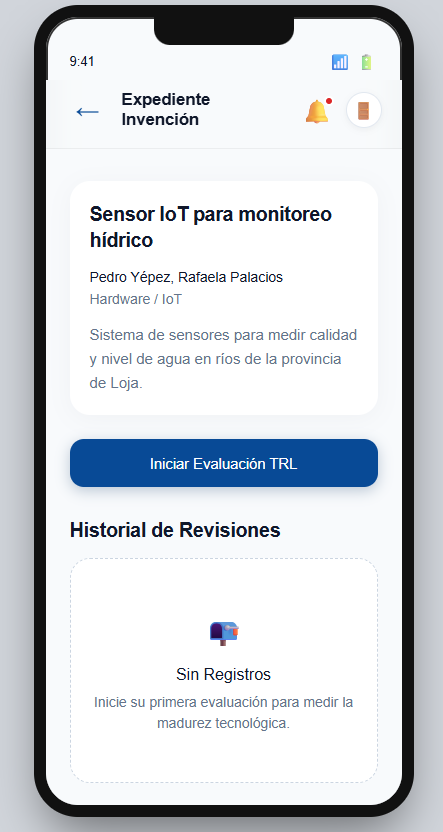 9:41
Expediente
Invención
Sensor IoT para monitoreo
hídrico
Pedro Yépez, Rafaela Palacios
Hardware / IoT
Sistema de sensores para medir calidad
y nivel de agua en ríos de la provincia
de Loja.
Iniciar Evaluación TRL
Historial de Revisiones
Sin Registros
Inicie su primera evaluación para medir la
madurez tecnológica.